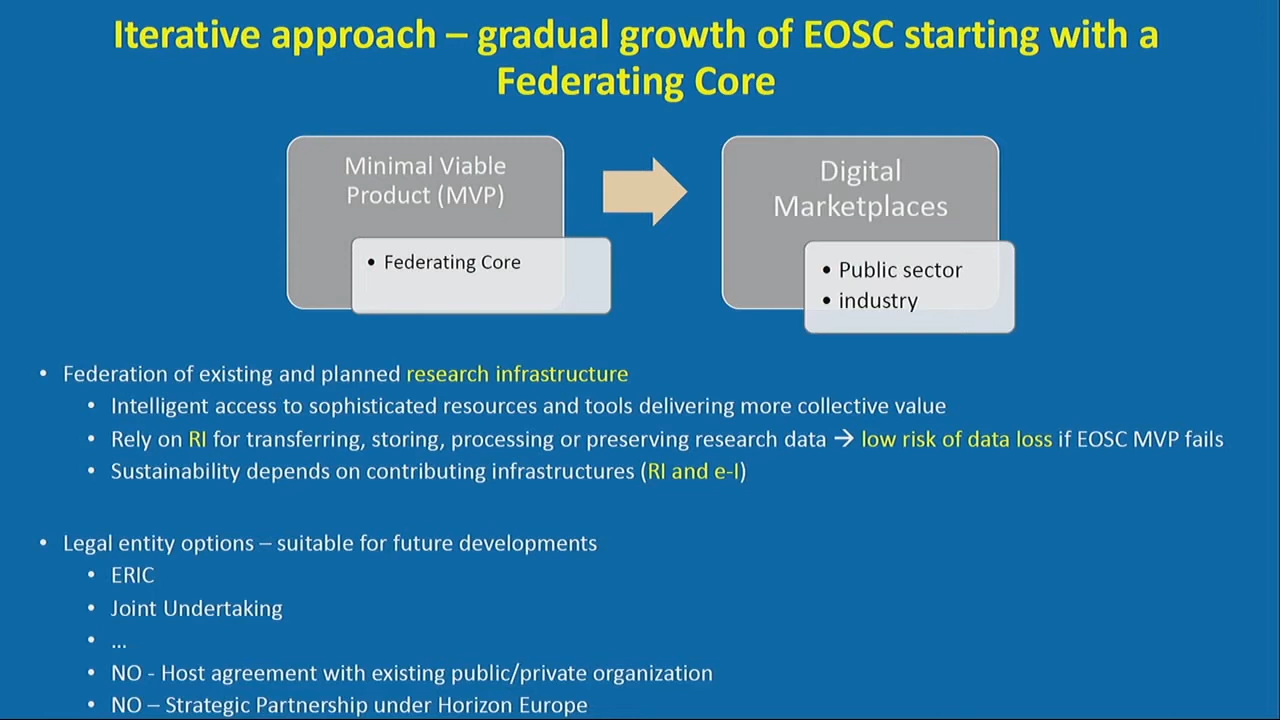 Iterative approach – gradual growth of EOSC starting with a
Federating Core
Minimal Viable
Product (MVP)
• Federating Core
Digital
Marketplaces
• Public sector
• industry
• Federation of existing and planned research infrastructure
• Intelligent access to sophisticated resources and tools delivering more collective value
• Rely on RI for transferring, storing, processing or preserving research data → low risk of data loss if EOSC MVP fails
• Sustainability depends on contributing infrastructures (RI and e-I)
• Legal entity options – suitable for future developments
• ERIC
• Joint Undertaking
• ...
• NO - Host agreement with existing public/private organization
• NO – Strategic Partnership under Horizon Europe